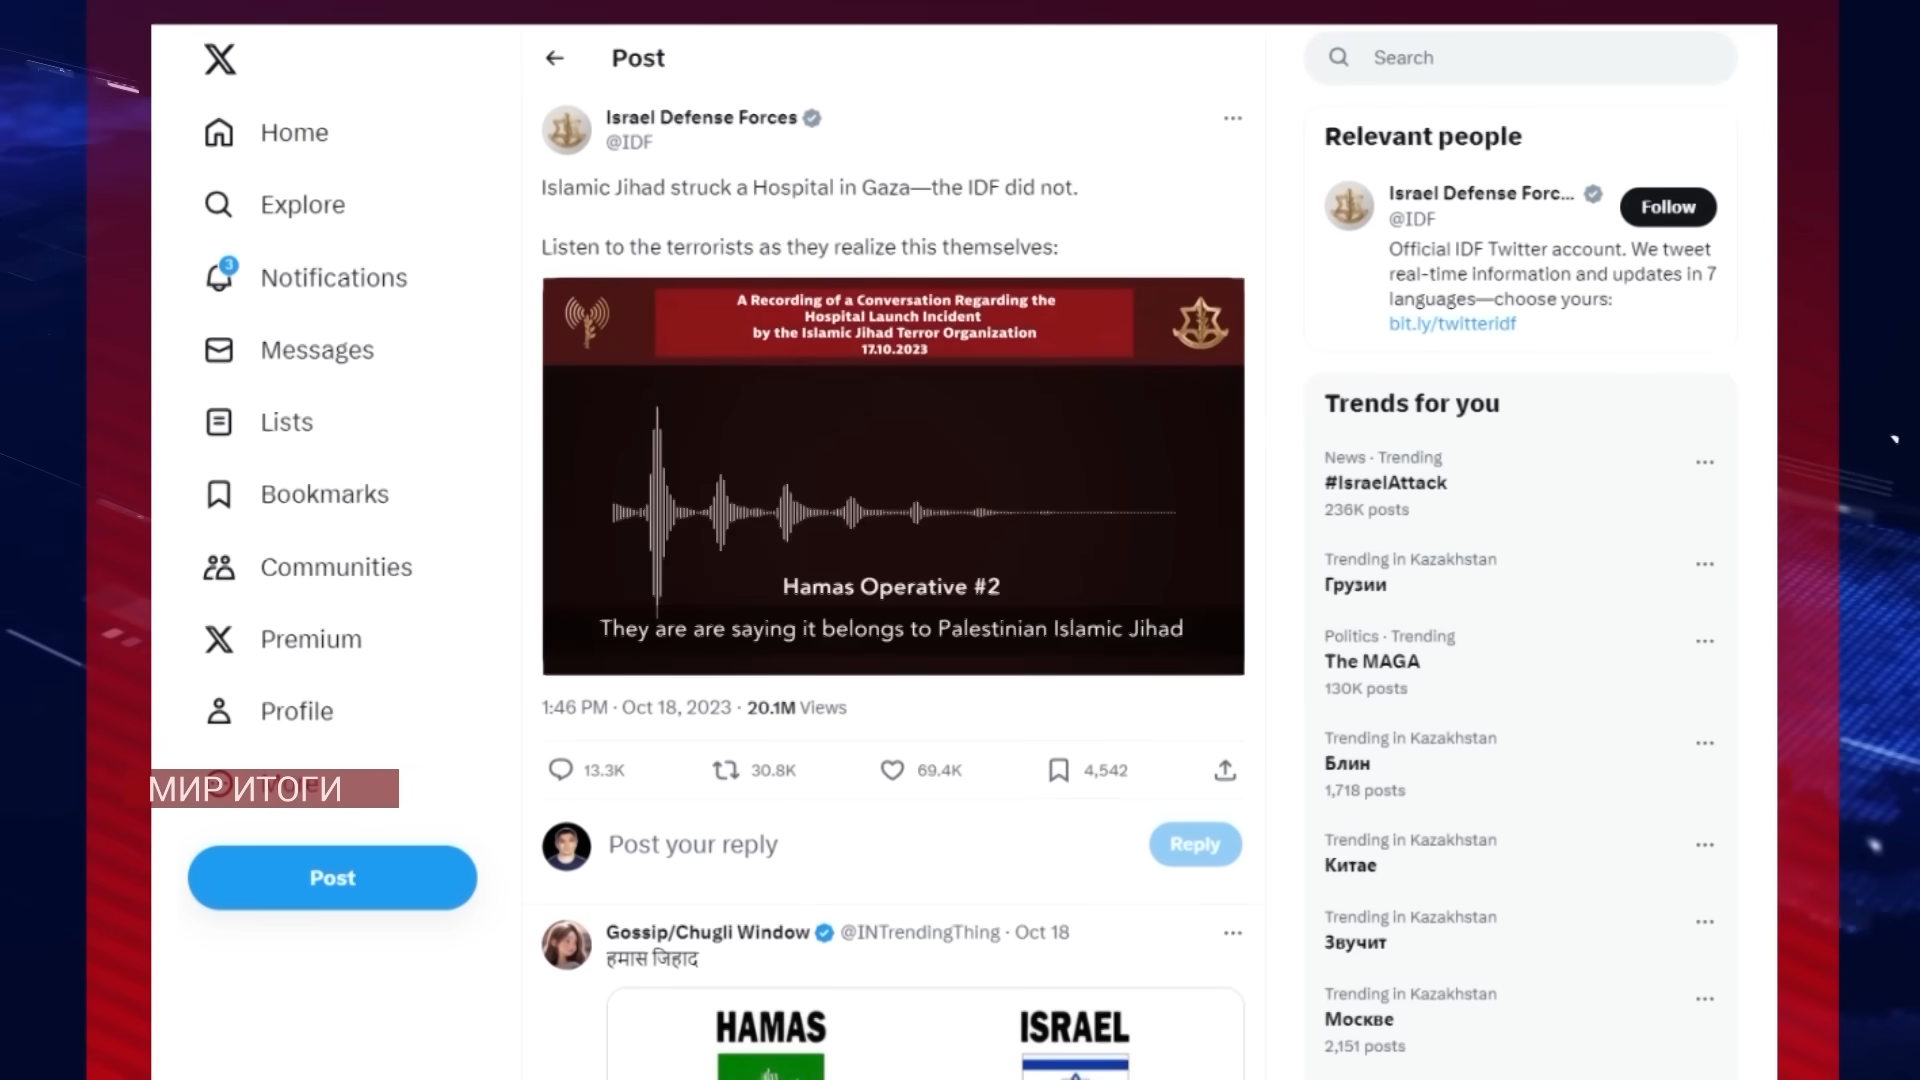 Home
Explore
3
Notifications
Messages
Lists
Bookmarks
Communities
Premium
Profile
МИР ИТОГИ
Post
Post
Israel Defense Forces
@IDF
Islamic Jihad struck a Hospital in Gaza—the IDF did not.
Listen to the terrorists as they realize this themselves:
A Recording of a Conversation Regarding the
Hospital Launch Incident
by the Islamic Jihad Terror Organization
17.10.2023
Hamas Operative #2
They are are saying it belongs to Palestinian Islamic Jihad
1:46 PM · Oct 18, 2023 · 20.1M Views
13.3K 30.8K 69.4K 4,542
Post your reply
Reply
Gossip/Chugli Window @INTrendingThing · Oct 18
हमास जिहाद
HAMAS ISRAEL
Search
Relevant people
Israel Defense Forc...
@IDF
Follow
Official IDF Twitter account. We tweet
real-time information and updates in 7
languages—choose yours:
bit.ly/twitteridf
Trends for you
News · Trending
#IsraelAttack
236K posts
Trending in Kazakhstan
Грузии
Politics · Trending
The MAGA
130K posts
Trending in Kazakhstan
Блин
1,718 posts
Trending in Kazakhstan
Китае
Trending in Kazakhstan
Звучит
Trending in Kazakhstan
Москве
2,151 posts